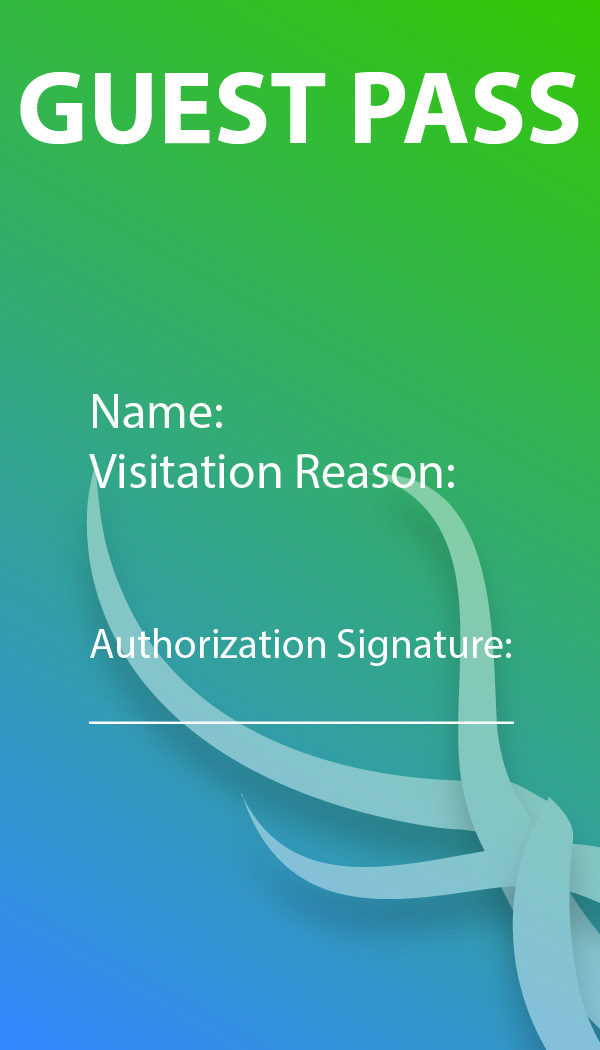 GUEST PASS
Name:
Visitation Reason:
Authorization Signature: